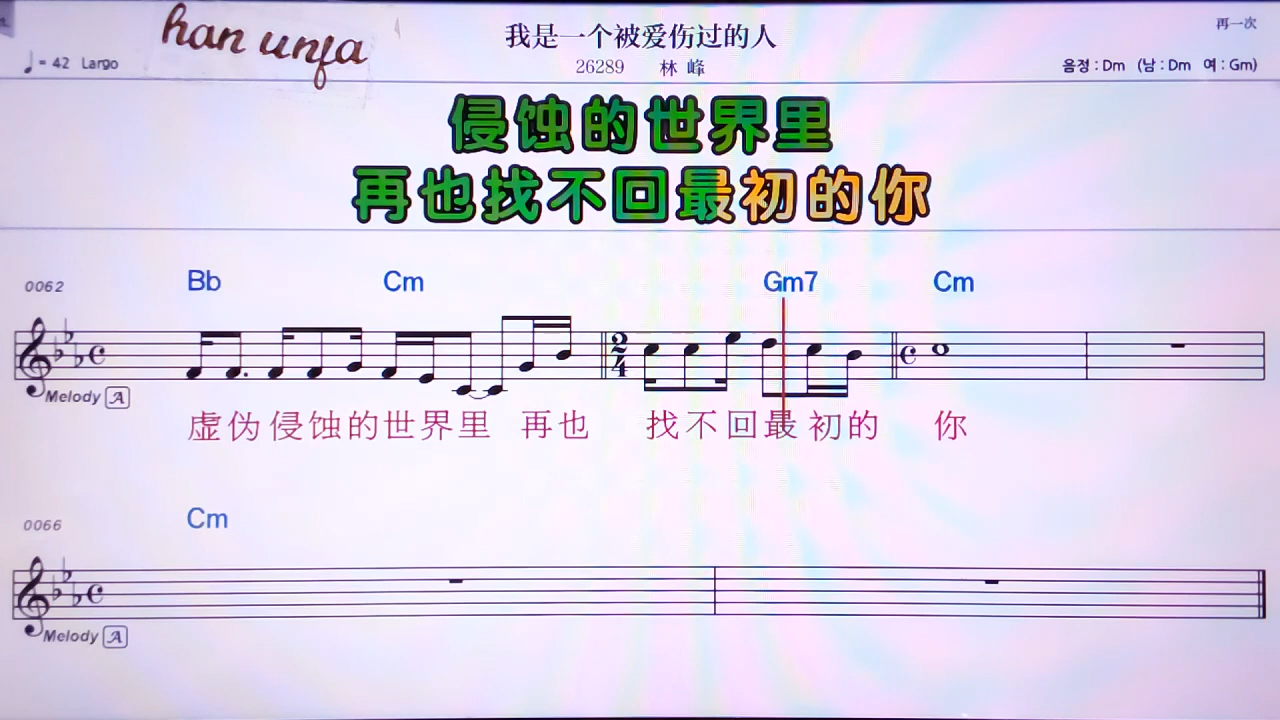 han unfa
我是一个被爱伤过的人
再一次
♩= 42 Largo
26289 林 峰
음정 : Dm (남 : Dm 여 : Gm)
侵蚀的世界里
再也找不回最初的你
0062 Bb Cm Gm7 Cm
2/4
Melody A
虚伪侵蚀的世界里 再也 找不回最初的 你
0066 Cm
Melody A